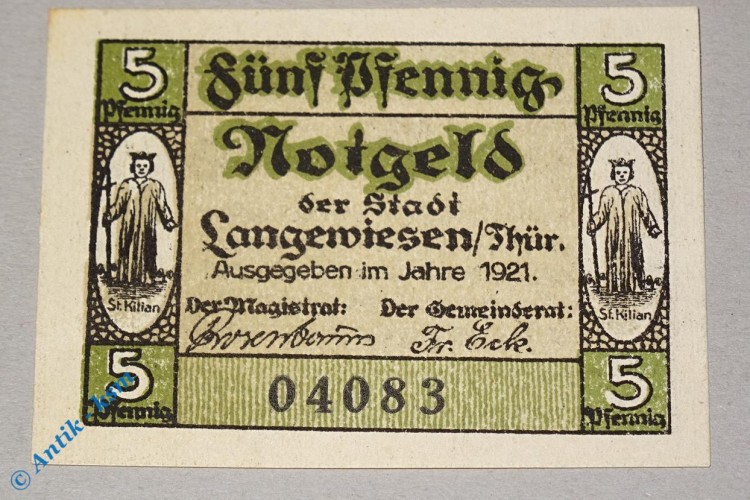 5 Pfennig
Fünf Pfennig
5 Pfennig
Notgeld
der Stadt
Langewiesen/Thür.
Ausgegeben im Jahre 1921.
St. Kilian
St. Kilian
Der Magistrat: Der Gemeinderat:
Fr. Eck.
5 Pfennig
04083
5 Pfennig